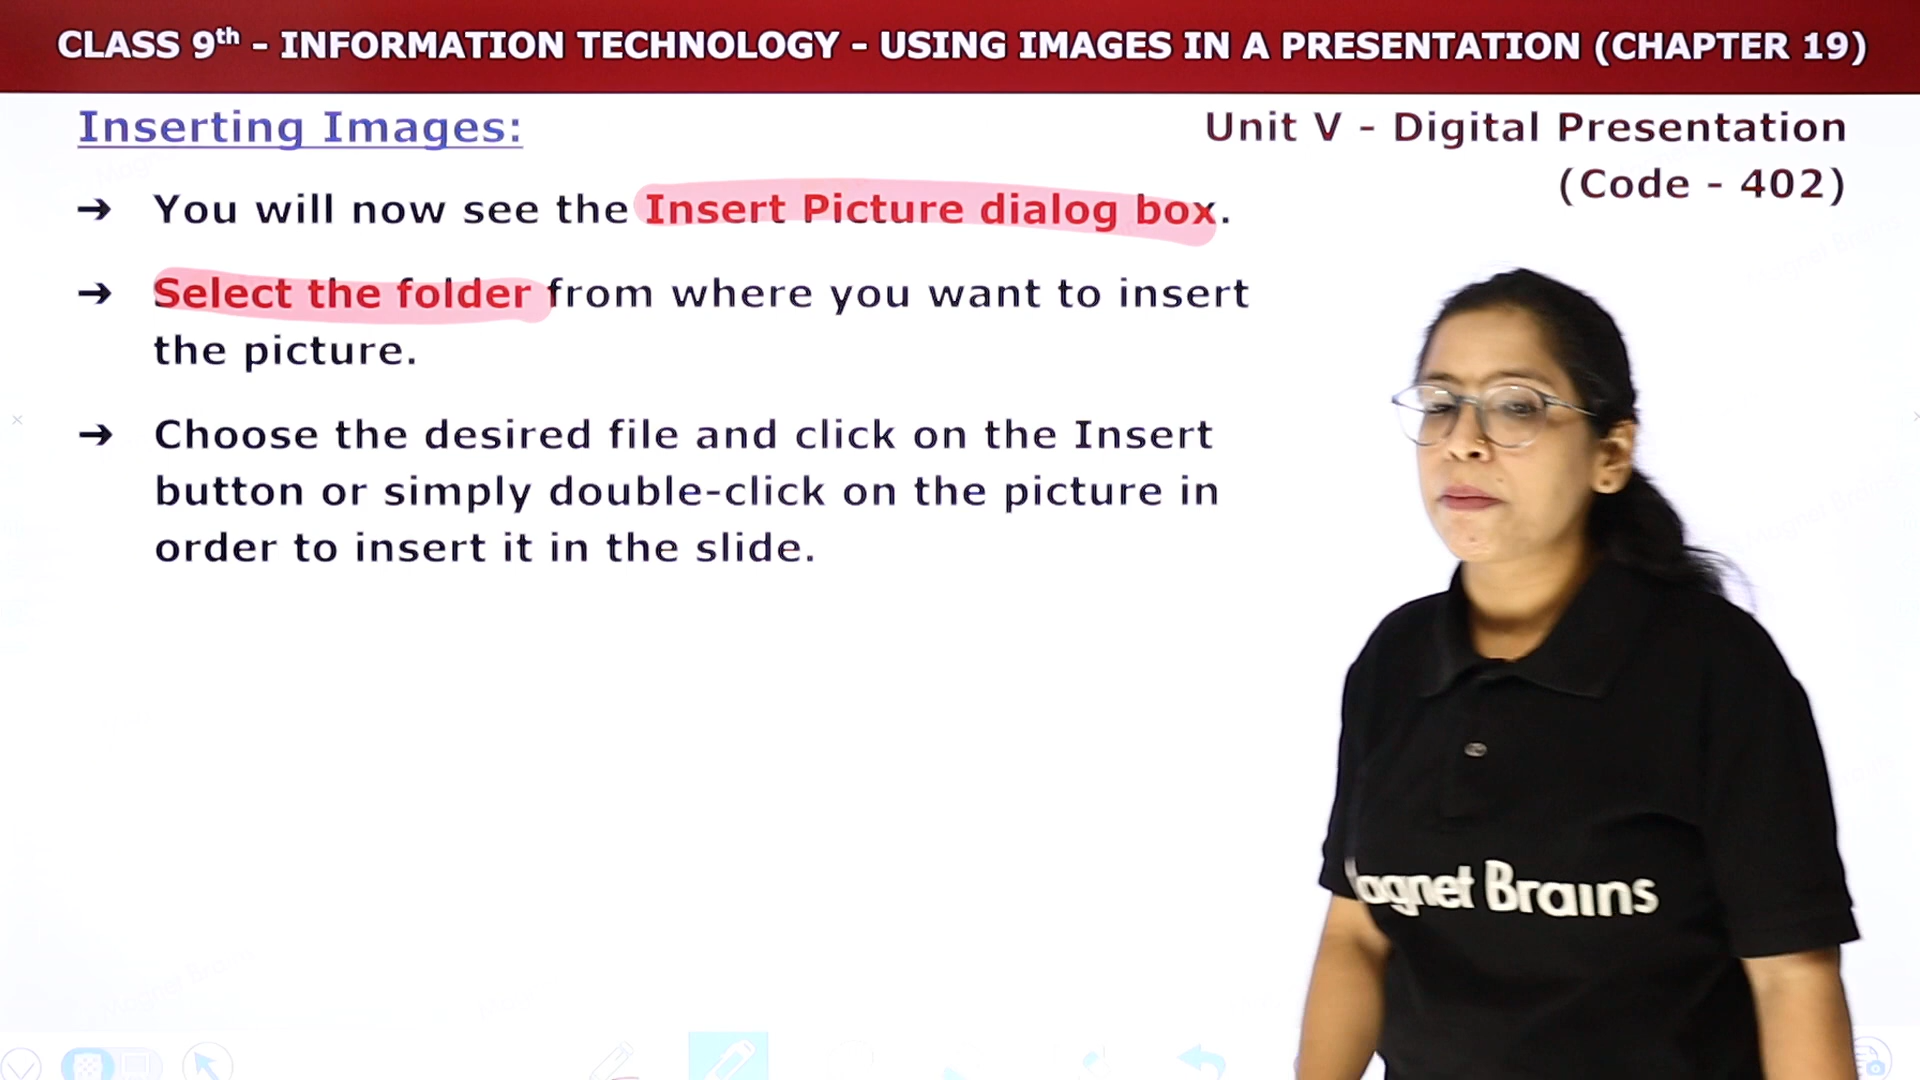 CLASS 9th - INFORMATION TECHNOLOGY - USING IMAGES IN A PRESENTATION (CHAPTER 19)
Inserting Images:
Unit V - Digital Presentation
(Code - 402)
➔ You will now see the Insert Picture dialog box.
➔ Select the folder from where you want to insert
the picture.
➔ Choose the desired file and click on the Insert
button or simply double-click on the picture in
order to insert it in the slide.
agnet Brains